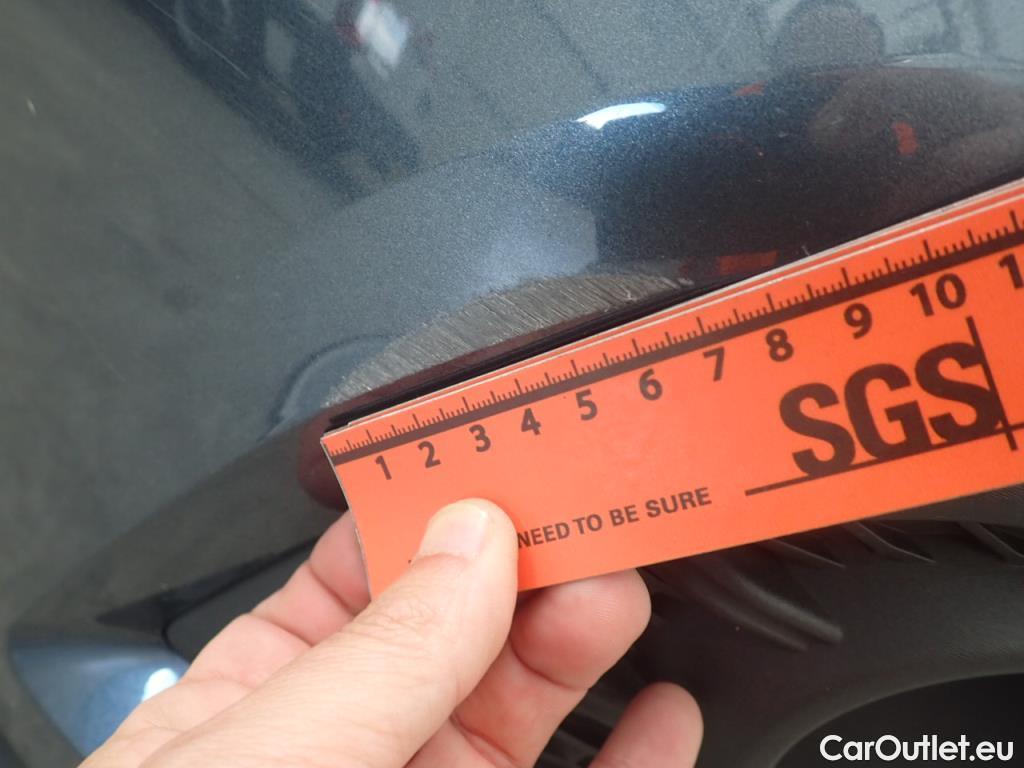 1 2 3 4 5 6 7 8 9 10 1
SGS
NEED TO BE SURE
CarOutlet.eu